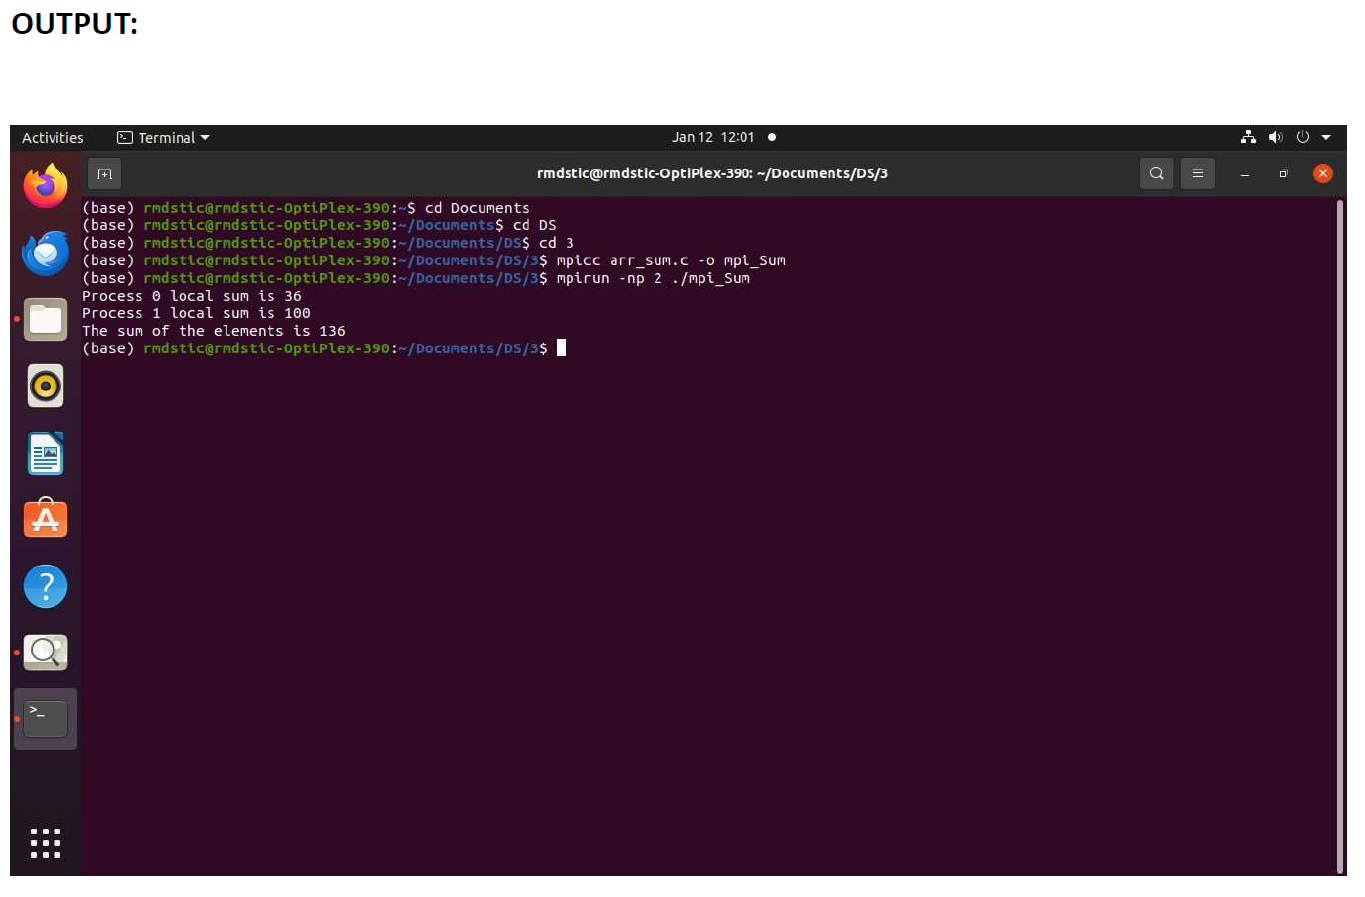 OUTPUT:
Activities Terminal Jan 12 12:01
rmdstic@rmdstic-OptiPlex-390: ~/Documents/DS/3
(base) rmdstic@rmdstic-OptiPlex-390:~$ cd Documents
(base) rmdstic@rmdstic-OptiPlex-390:~/Documents$ cd DS
(base) rmdstic@rmdstic-OptiPlex-390:~/Documents/DS$ cd 3
(base) rmdstic@rmdstic-OptiPlex-390:~/Documents/DS/3$ mpicc arr_sum.c -o mpi_Sum
(base) rmdstic@rmdstic-OptiPlex-390:~/Documents/DS/3$ mpirun -np 2 ./mpi_Sum
Process 0 local sum is 36
Process 1 local sum is 100
The sum of the elements is 136
(base) rmdstic@rmdstic-OptiPlex-390:~/Documents/DS/3$